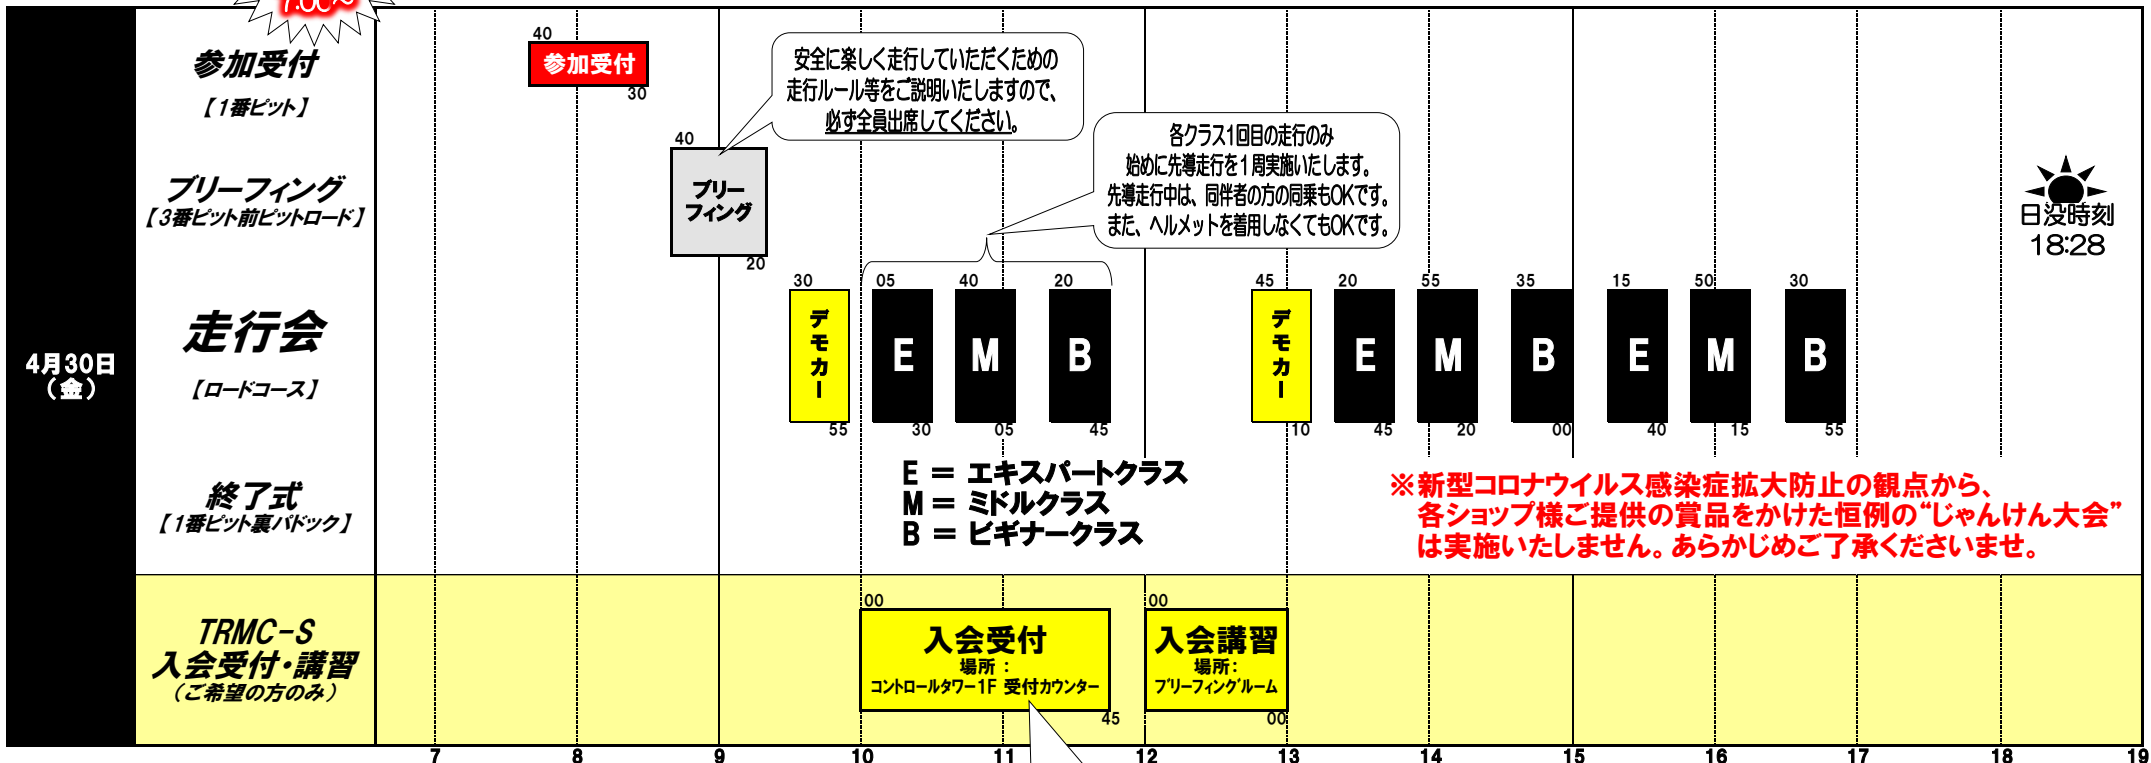 7:00～
参加受付
【1番ピット】
40
参加受付
30
安全に楽しく走行していただくための
走行ルール等をご説明いたしますので、
必ず全員出席してください。
ブリーフィング
【3番ピット前ピットロード】
40
ブリー
フィング
20
各クラス1回目の走行のみ
始めに先導走行を1周実施いたします。
先導走行中は、同伴者の方の同乗もOKです。
また、ヘルメットを着用しなくてもOKです。
日没時刻
18:28
4月30日
（金）
走行会
【ロードコース】
30
デモカー
55
05
E
30
40
M
05
20
B
45
45
デモカー
10
20
E
45
55
M
20
35
B
00
15
E
40
50
M
15
30
B
55
E = エキスパートクラス
M = ミドルクラス
B = ビギナークラス
終了式
【1番ピット裏パドック】
※新型コロナウイルス感染症拡大防止の観点から、
各ショップ様ご提供の賞品をかけた恒例の“じゃんけん大会”
は実施いたしません。あらかじめご了承くださいませ。
TRMC-S
入会受付・講習
（ご希望の方のみ）
00
入会受付
場所：
コントロールタワー1F 受付カウンター
45
00
入会講習
場所：
ブリーフィングルーム
00
7 8 9 10 11 12 13 14 15 16 17 18 19